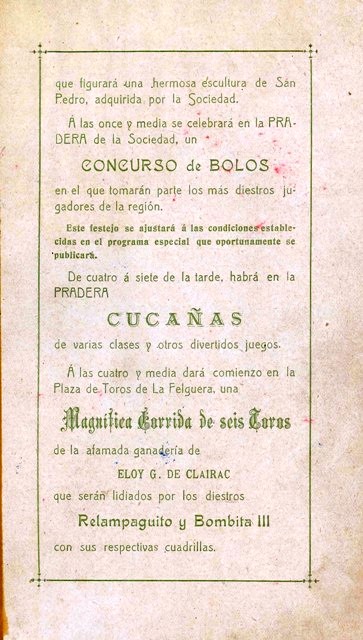 que figurará una hermosa escultura de San
Pedro, adquirida por la Sociedad.
Á las once y media se celebrará en la PRA-
DERA de la Sociedad, un
CONCURSO de BOLOS
en el que tomarán parte los más diestros ju-
gadores de la región.
Este festejo se ajustará á las condiciones estable-
cidas en el programa especial que oportunamente se
publicará.
De cuatro á siete de la tarde, habrá en la
PRADERA
CUCAÑAS
de varias clases y otros divertidos juegos.
Á las cuatro y media dará comienzo en la
Plaza de Toros de La Felguera, una
Magnífica Corrida de seis Toros
de la afamada ganadería de
ELOY G. DE CLAIRAC
que serán lidiados por los diestros
Relampaguito y Bombita III
con sus respectivas cuadrillas.